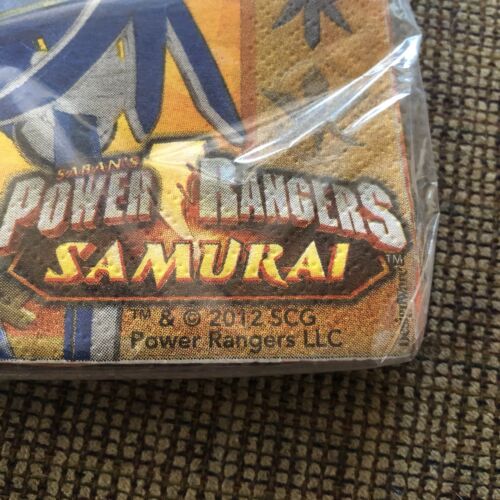 SABAN'S
POWER RANGERS
SAMURAI ™
™ & © 2012 SCG
Power Rangers LLC